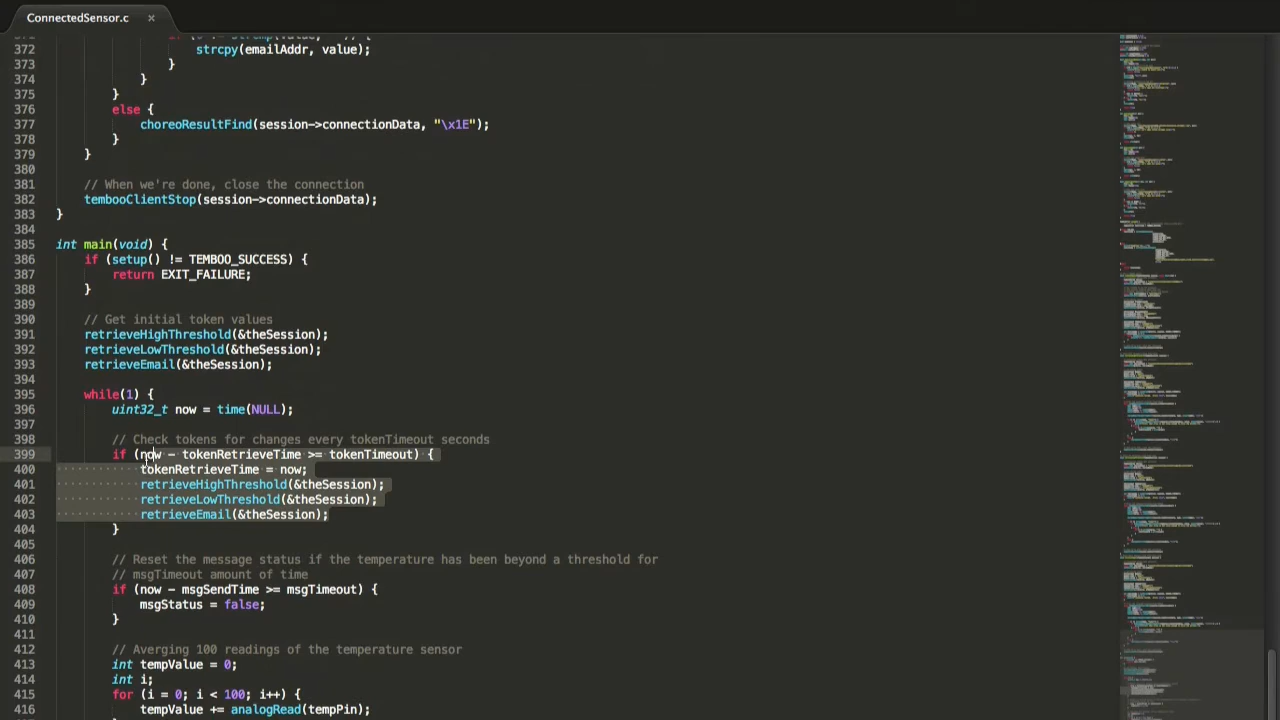 ConnectedSensor.c ×
372 strcpy(emailAddr, value);
373 }
374 }
375 }
376 else {
377 choreoResultFind(session->connectionData, "\x1E");
378 }
379 }
380
381 // When we're done, close the connection
382 tembooClientStop(session->connectionData);
383 }
384
385 int main(void) {
386 if (setup() != TEMBOO_SUCCESS) {
387 return EXIT_FAILURE;
388 }
389
390 // Get initial token values
391 retrieveHighThreshold(&theSession);
392 retrieveLowThreshold(&theSession);
393 retrieveEmail(&theSession);
394
395 while(1) {
396 uint32_t now = time(NULL);
397
398 // Check tokens for changes every tokenTimeout seconds
399 if (now - tokenRetrieveTime >= tokenTimeout) {
400 tokenRetrieveTime = now;
401 retrieveHighThreshold(&theSession);
402 retrieveLowThreshold(&theSession);
403 retrieveEmail(&theSession);
404 }
405
406 // Reset the message status if the temperature has been beyond a threshold for
407 // msgTimeout amount of time
408 if (now - msgSendTime >= msgTimeout) {
409 msgStatus = false;
410 }
411
412 // Averaging 100 readings of the temperature sensor
413 int tempValue = 0;
414 int i;
415 for (i = 0; i < 100; i++) {
416 tempValue += analogRead(tempPin);